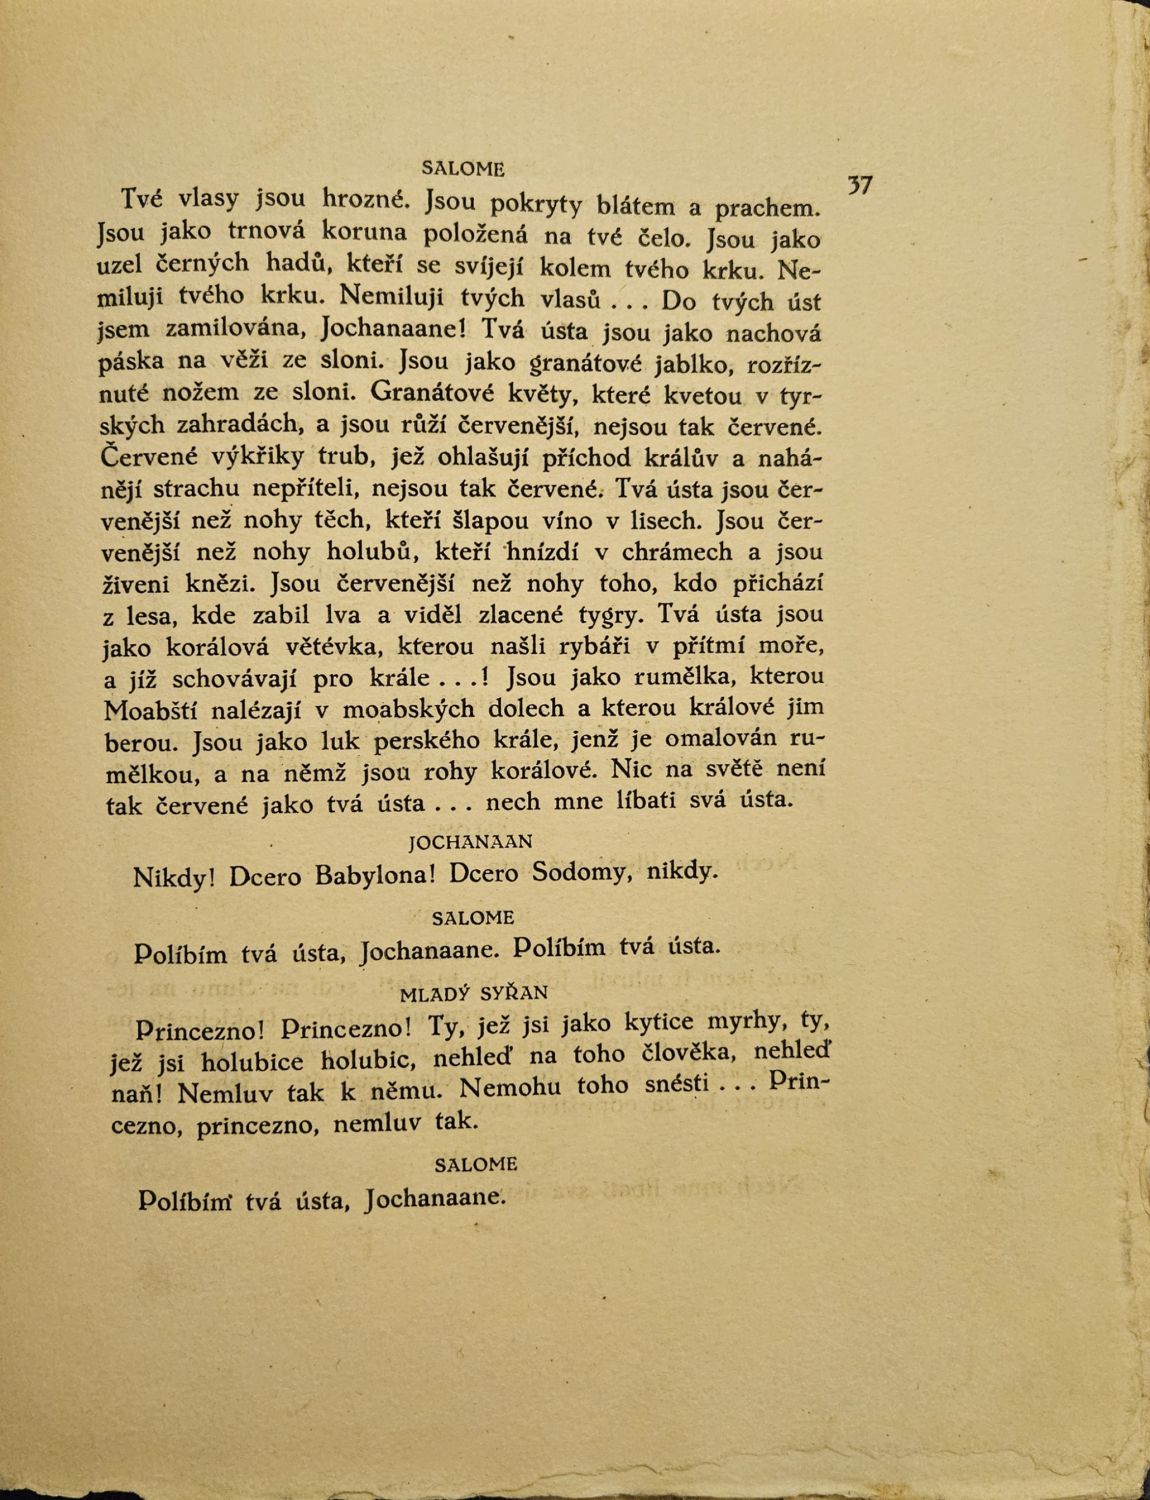 SALOME
37
Tvé vlasy jsou hrozné. Jsou pokryty blátem a prachem.
Jsou jako trnová koruna položená na tvé čelo. Jsou jako
uzel černých hadů, kteří se svíjejí kolem tvého krku. Ne-
miluji tvého krku. Nemiluji tvých vlasů . . . Do tvých úst
jsem zamilována, Jochanaane! Tvá ústa jsou jako nachová
páska na věži ze sloni. Jsou jako granátové jablko, rozříz-
nuté nožem ze sloni. Granátové květy, které kvetou v tyr-
ských zahradách, a jsou růží červenější, nejsou tak červené.
Červené výkřiky trub, jež ohlašují příchod králův a nahá-
nějí strachu nepříteli, nejsou tak červené. Tvá ústa jsou čer-
venější než nohy těch, kteří šlapou víno v lisech. Jsou čer-
venější než nohy holubů, kteří hnízdí v chrámech a jsou
živeni knězi. Jsou červenější než nohy toho, kdo přichází
z lesa, kde zabil lva a viděl zlacené tygry. Tvá ústa jsou
jako korálová větévka, kterou našli rybáři v přítmí moře,
a jíž schovávají pro krále . . .! Jsou jako rumělka, kterou
Moabští nalézají v moabských dolech a kterou králové jim
berou. Jsou jako luk perského krále, jenž je omalován ru-
mělkou, a na němž jsou rohy korálové. Nic na světě není
tak červené jako tvá ústa . . . nech mne líbati svá ústa.
JOCHANAAN
Nikdy! Dcero Babylona! Dcero Sodomy, nikdy.
SALOME
Políbím tvá ústa, Jochanaane. Políbím tvá ústa.
MLADÝ SYŘAN
Princezno! Princezno! Ty, jež jsi jako kytice myrhy, ty,
jež jsi holubice holubic, nehleď na toho člověka, nehleď
naň! Nemluv tak k němu. Nemohu toho snésti . . . Prin-
cezno, princezno, nemluv tak.
SALOME
Políbím tvá ústa, Jochanaane.